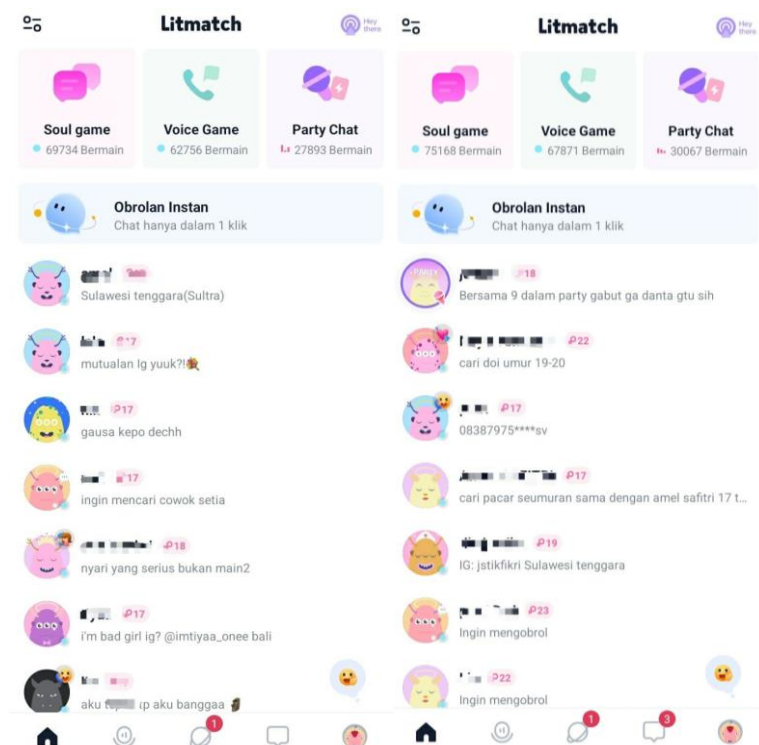 Litmatch
Hey there
Soul game
69734 Bermain
Voice Game
62756 Bermain
Party Chat
27893 Bermain
Obrolan Instan
Chat hanya dalam 1 klik
Sulawesi tenggara(Sultra)
17
mutualan Ig yuuk?!💐
17
gausa kepo dechh
17
ingin mencari cowok setia
18
nyari yang serius bukan main2
17
i'm bad girl ig? @imtiyaa_onee bali
aku aku banggaa 🗿
1
Litmatch
Hey there
Soul game
75168 Bermain
Voice Game
67871 Bermain
Party Chat
30067 Bermain
Obrolan Instan
Chat hanya dalam 1 klik
PARTY
18
Bersama 9 dalam party gabut ga danta gtu sih
22
cari doi umur 19-20
17
08387975****sv
17
cari pacar seumuran sama dengan amel safitri 17 t...
19
IG: jstikfikri Sulawesi tenggara
23
Ingin mengobrol
22
Ingin mengobrol
1
3